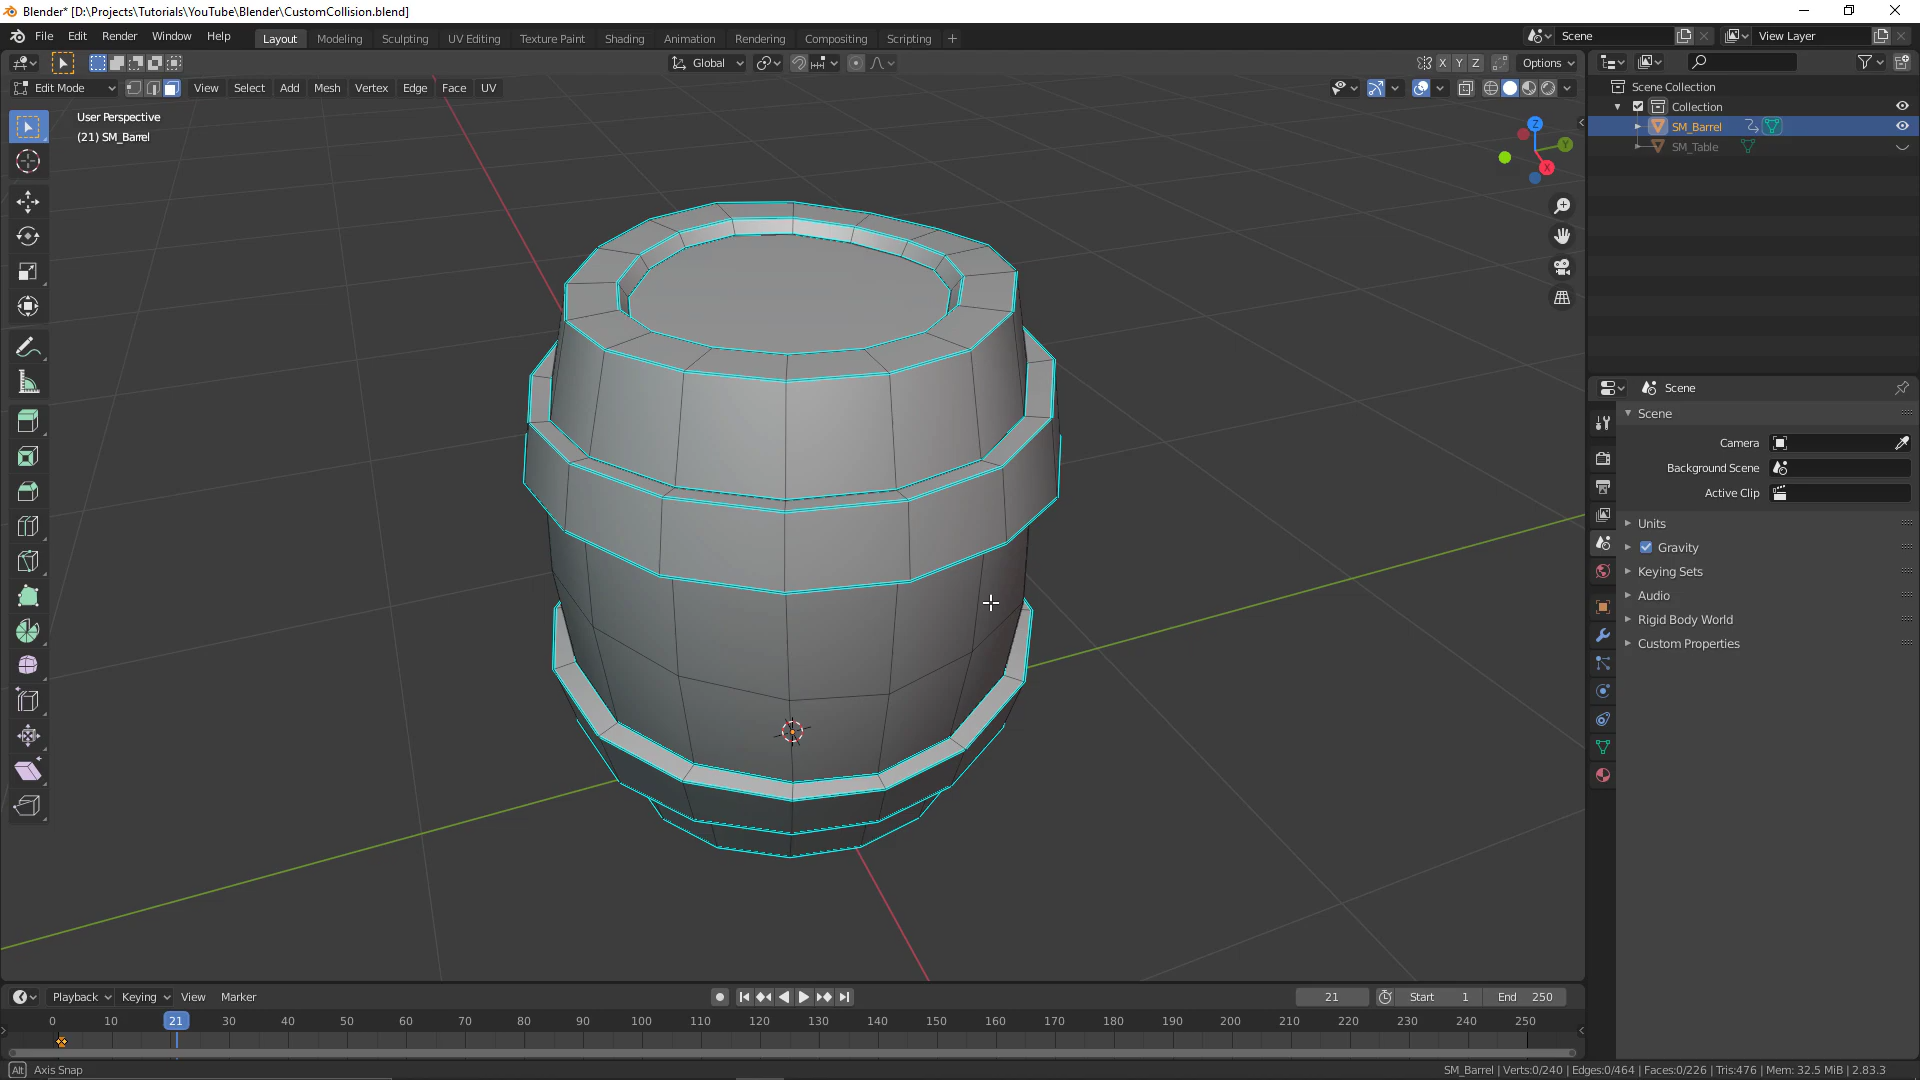 Blender* [D:\Projects\Tutorials\YouTube\Blender\CustomCollision.blend]
File Edit Render Window Help Layout Modeling Sculpting UV Editing Texture Paint Shading Animation Rendering Compositing Scripting + Scene View Layer
Global X Y Z Options
Edit Mode View Select Add Mesh Vertex Edge Face UV
User Perspective
(21) SM_Barrel
Z
Y
X
Scene Collection
Collection
SM_Barrel
SM_Table
Scene
Scene
Camera
Background Scene
Active Clip
Units
Gravity
Keying Sets
Audio
Rigid Body World
Custom Properties
Playback Keying View Marker 21 Start 1 End 250
0 10 21 30 40 50 60 70 80 90 100 110 120 130 140 150 160 170 180 190 200 210 220 230 240 250
Alt Axis Snap SM_Barrel | Verts:0/240 | Edges:0/464 | Faces:0/226 | Tris:476 | Mem: 32.5 MiB | 2.83.3